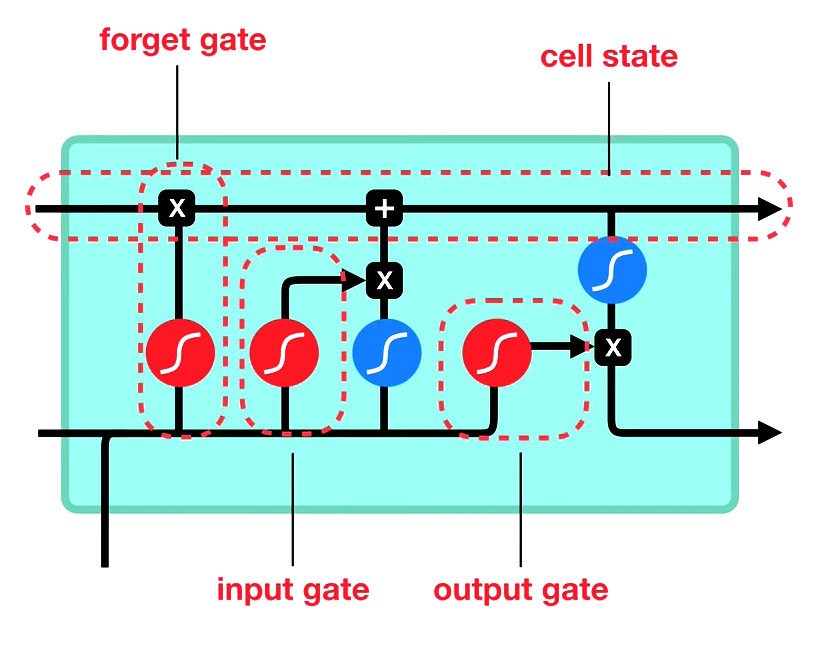 forget gate
cell state
X
+
X
X
input gate
output gate